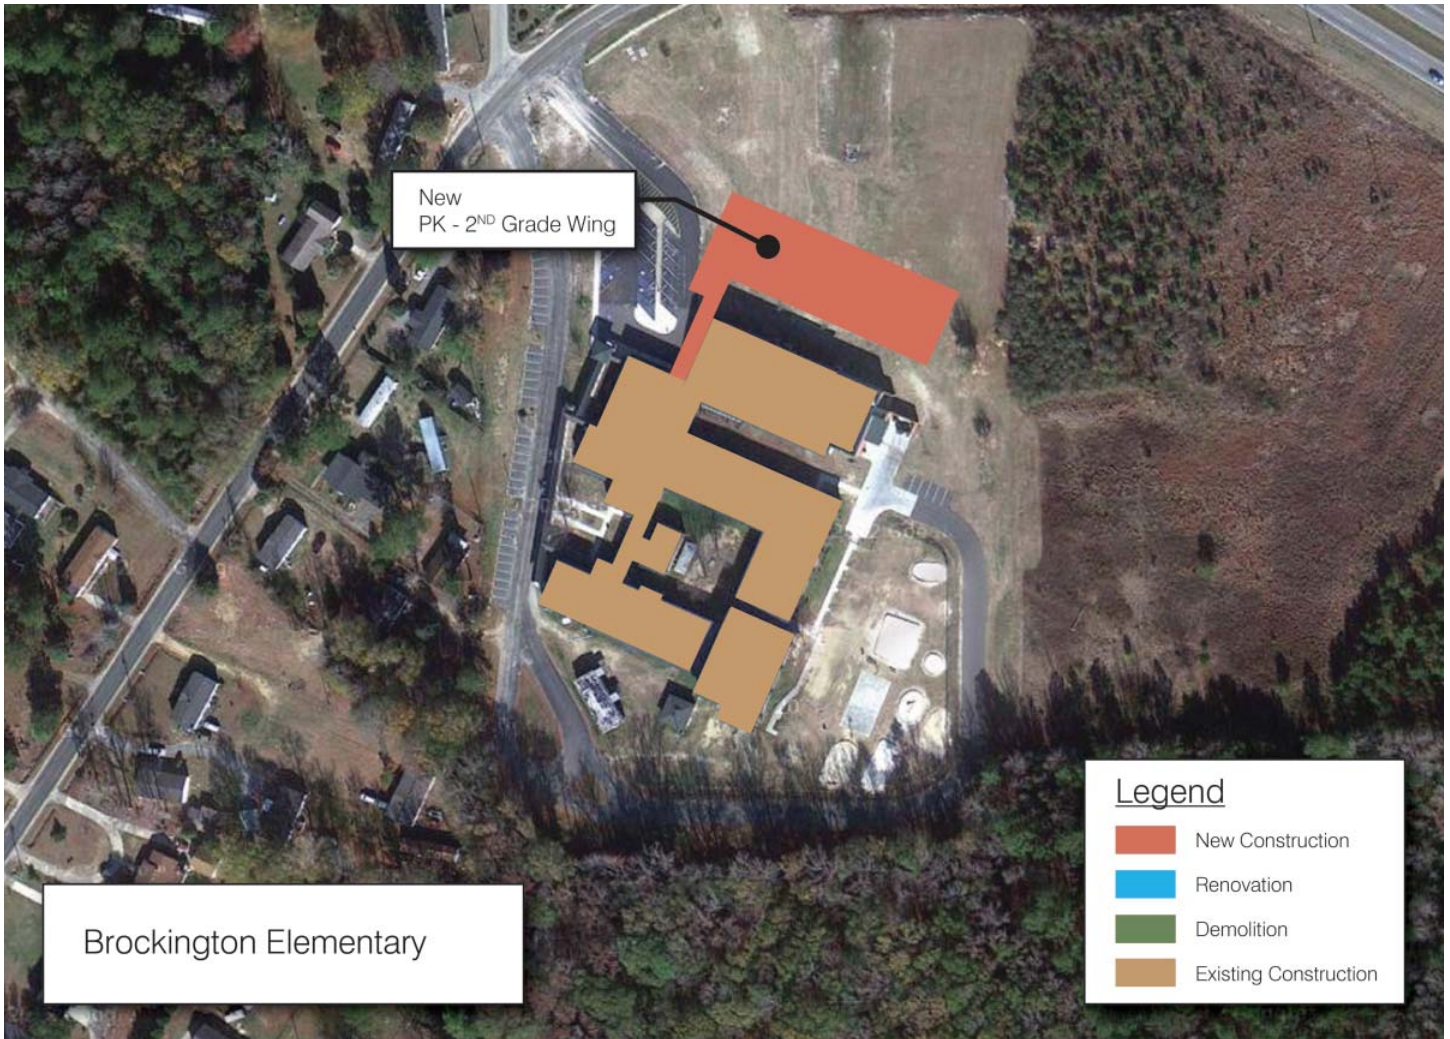 New
PK - 2ND Grade Wing
Legend
New Construction
Renovation
Demolition
Existing Construction
Brockington Elementary